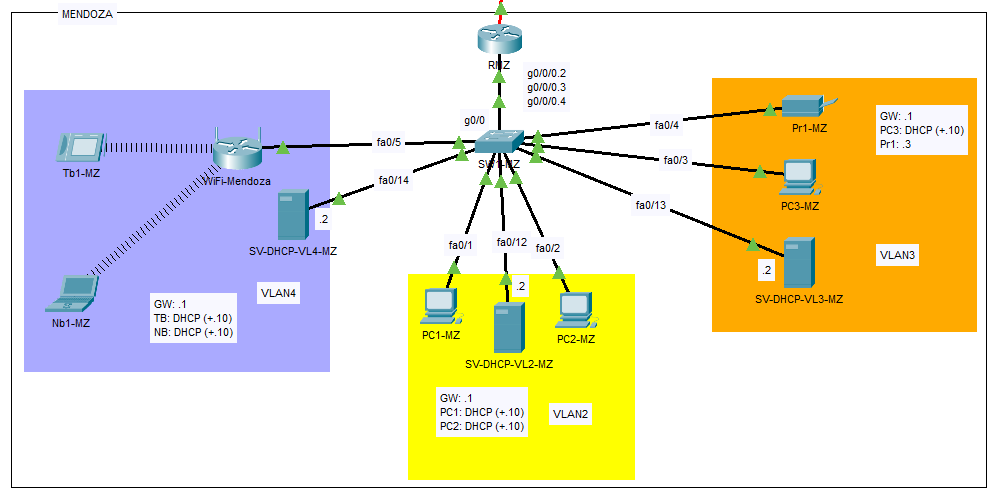 MENDOZA
RMZ
g0/0/0.2
g0/0/0.3
g0/0/0.4
g0/0
SW1-MZ
fa0/5
fa0/14
fa0/4
fa0/3
fa0/13
fa0/1
fa0/12
fa0/2
Tb1-MZ
WiFi-Mendoza
.2
SV-DHCP-VL4-MZ
Nb1-MZ
VLAN4
GW: .1
TB: DHCP (+.10)
NB: DHCP (+.10)
PC1-MZ
.2
SV-DHCP-VL2-MZ
PC2-MZ
GW: .1
PC1: DHCP (+.10)
PC2: DHCP (+.10)
VLAN2
Pr1-MZ
GW: .1
PC3: DHCP (+.10)
Pr1: .3
PC3-MZ
VLAN3
.2
SV-DHCP-VL3-MZ